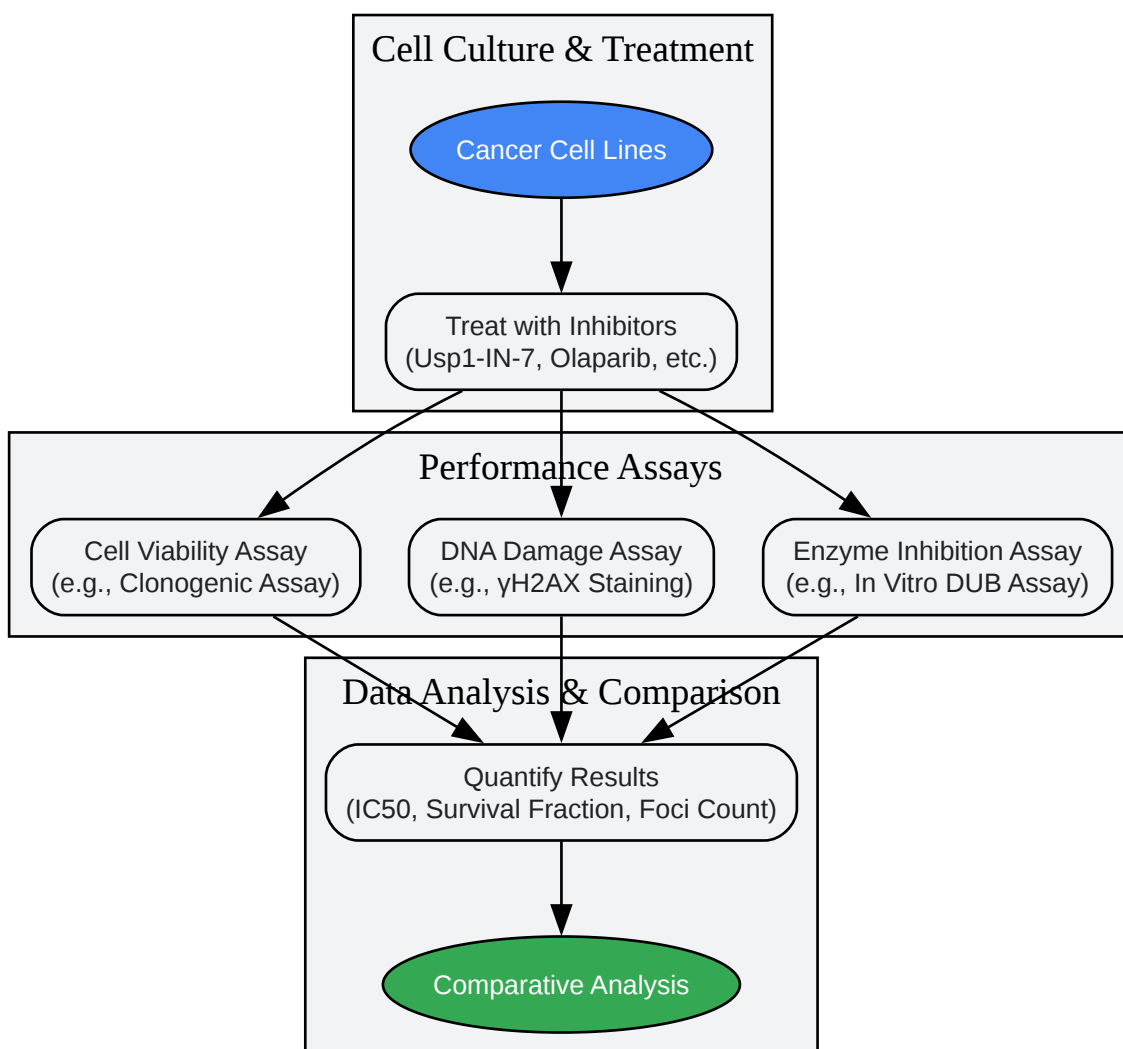 Cell Culture & Treatment
Cancer Cell Lines
Treat with Inhibitors
(Usp1-IN-7, Olaparib, etc.)
Performance Assays
Cell Viability Assay
(e.g., Clonogenic Assay)
DNA Damage Assay
(e.g., γH2AX Staining)
Enzyme Inhibition Assay
(e.g., In Vitro DUB Assay)
Data Analysis & Comparison
Quantify Results
(IC50, Survival Fraction, Foci Count)
Comparative Analysis